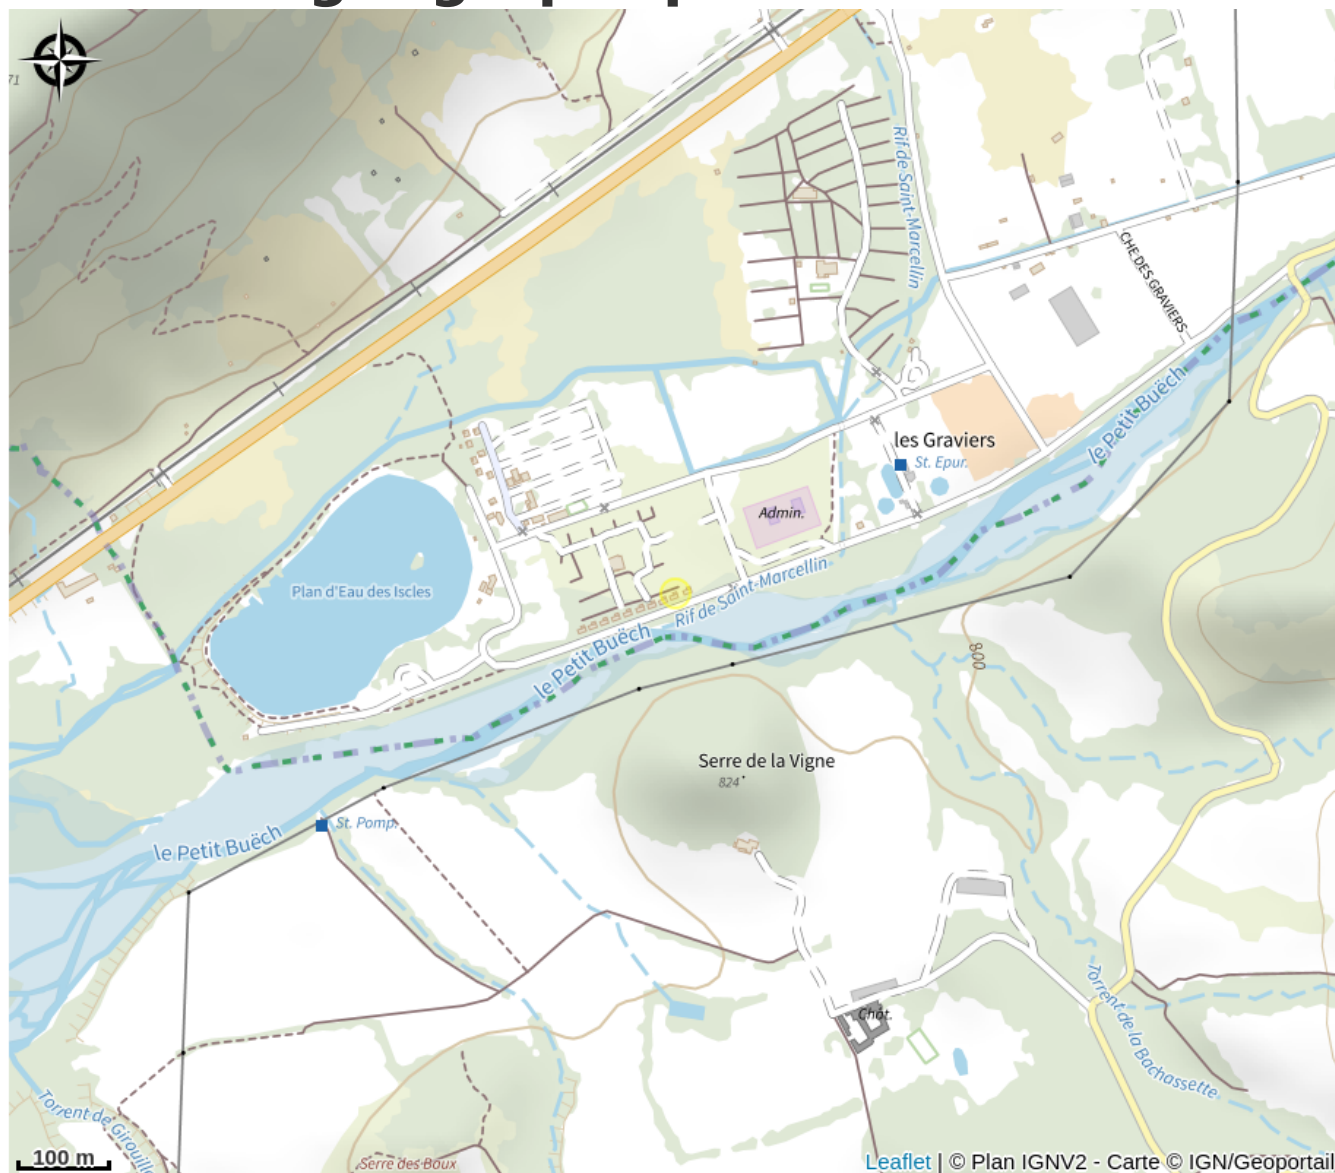 71
Rif de Saint-Marcellin
CHE DES GRAVIERS
le Petit Buëch
les Graviers
St. Epur.
Admin.
Plan d'Eau des Iscles
Rif de Saint-Marcellin
le Petit Buëch
800
Serre de la Vigne
824
St. Pomp.
le Petit Buëch
Chât.
Torrent de la Bachassette
Torrent de Girouille
Serre des Boux
100 m
Leaflet | © Plan IGNV2 - Carte © IGN/Geoportail